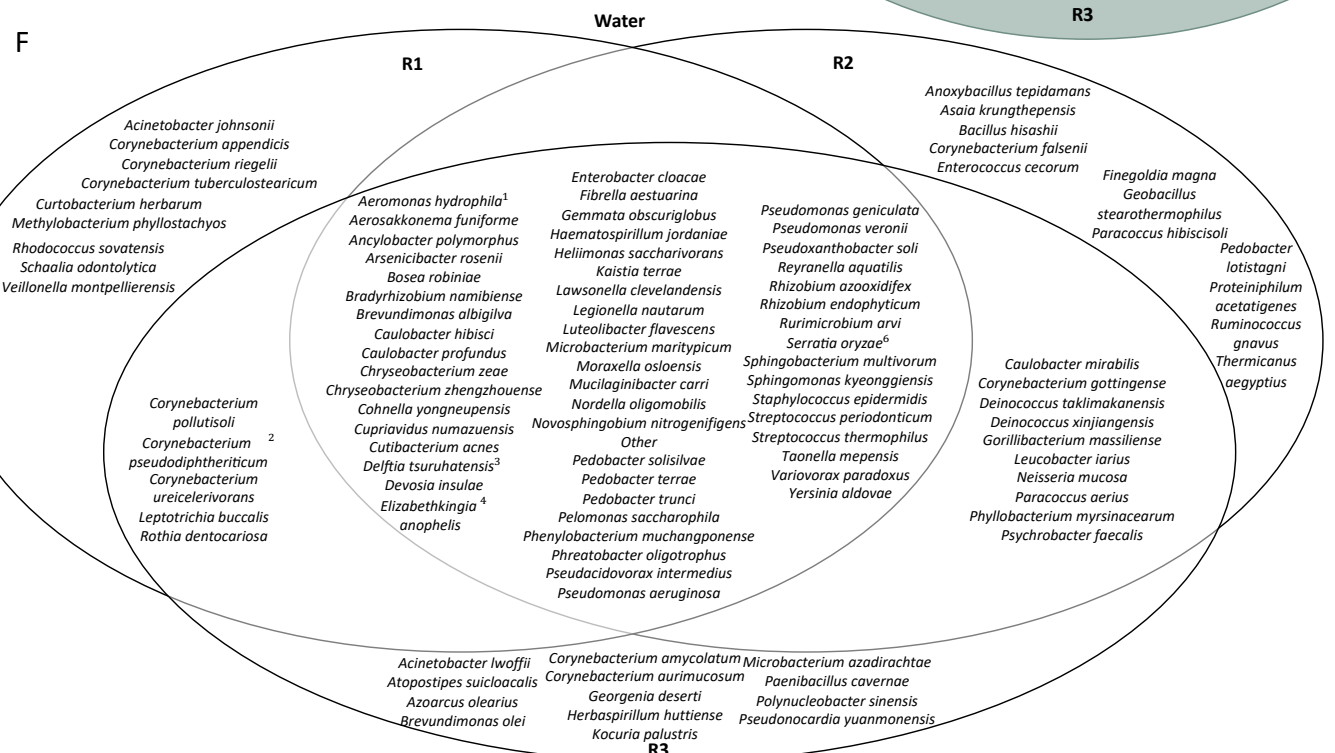 R3
Water
F
R1
R2
Acinetobacter johnsonii
Corynebacterium appendicis
Corynebacterium riegelii
Corynebacterium tuberculostearicum
Curtobacterium herbarum
Methylobacterium phyllostachyos
Rhodococcus sovatensis
Schaalia odontolytica
Veillonella montpellierensis
Anoxybacillus tepidamans
Asaia krungthepensis
Bacillus hisashii
Corynebacterium falsenii
Enterococcus cecorum
Finegoldia magna
Geobacillus
stearothermophilus
Paracoccus hibiscisoli
Pedobacter
lotistagni
Proteiniphilum
acetatigenes
Ruminococcus
gnavus
Thermicanus
aegyptius
Corynebacterium
pollutisoli
Corynebacterium 2
pseudodiphtheriticum
Corynebacterium
ureicelerivorans
Leptotrichia buccalis
Rothia dentocariosa
Aeromonas hydrophila1
Aerosakkonema funiforme
Ancylobacter polymorphus
Arsenicibacter rosenii
Bosea robiniae
Bradyrhizobium namibiense
Brevundimonas albigilva
Caulobacter hibisci
Caulobacter profundus
Chryseobacterium zeae
Chryseobacterium zhengzhouense
Cohnella yongneupensis
Cupriavidus numazuensis
Cutibacterium acnes
Delftia tsuruhatensis3
Devosia insulae
Elizabethkingia 4
anophelis
Enterobacter cloacae
Fibrella aestuarina
Gemmata obscuriglobus
Haematospirillum jordaniae
Heliimonas saccharivorans
Kaistia terrae
Lawsonella clevelandensis
Legionella nautarum
Luteolibacter flavescens
Microbacterium maritypicum
Moraxella osloensis
Mucilaginibacter carri
Nordella oligomobilis
Novosphingobium nitrogenifigens
Other
Pedobacter solisilvae
Pedobacter terrae
Pedobacter trunci
Pelomonas saccharophila
Phenylobacterium muchangponense
Phreatobacter oligotrophus
Pseudacidovorax intermedius
Pseudomonas aeruginosa
Pseudomonas geniculata
Pseudomonas veronii
Pseudoxanthobacter soli
Reyranella aquatilis
Rhizobium azooxidifex
Rhizobium endophyticum
Rurimicrobium arvi
Serratia oryzae6
Sphingobacterium multivorum
Sphingomonas kyeonggiensis
Staphylococcus epidermidis
Streptococcus periodonticum
Streptococcus thermophilus
Taonella mepensis
Variovorax paradoxus
Yersinia aldovae
Caulobacter mirabilis
Corynebacterium gottingense
Deinococcus taklimakanensis
Deinococcus xinjiangensis
Gorillibacterium massiliense
Leucobacter iarius
Neisseria mucosa
Paracoccus aerius
Phyllobacterium myrsinacearum
Psychrobacter faecalis
Acinetobacter lwoffii
Atopostipes suicloacalis
Azoarcus olearius
Brevundimonas olei
Corynebacterium amycolatum
Corynebacterium aurimucosum
Georgenia deserti
Herbaspirillum huttiense
Kocuria palustris
Microbacterium azadirachtae
Paenibacillus cavernae
Polynucleobacter sinensis
Pseudonocardia yuanmonensis
R3